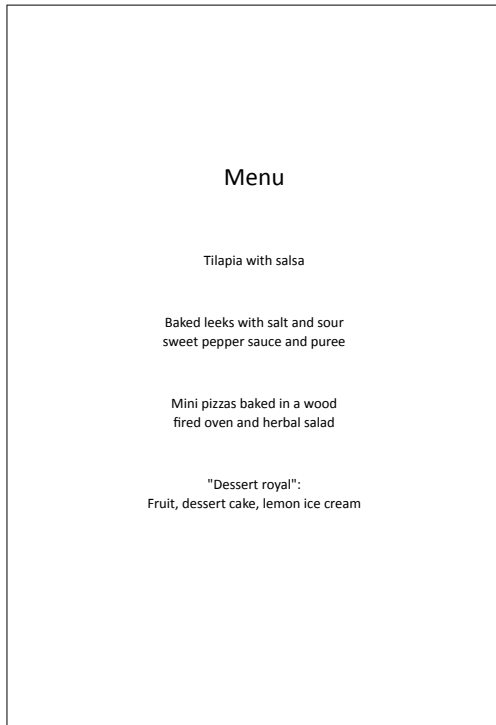 Menu
Tilapia with salsa
Baked leeks with salt and sour
sweet pepper sauce and puree
Mini pizzas baked in a wood
fired oven and herbal salad
"Dessert royal":
Fruit, dessert cake, lemon ice cream